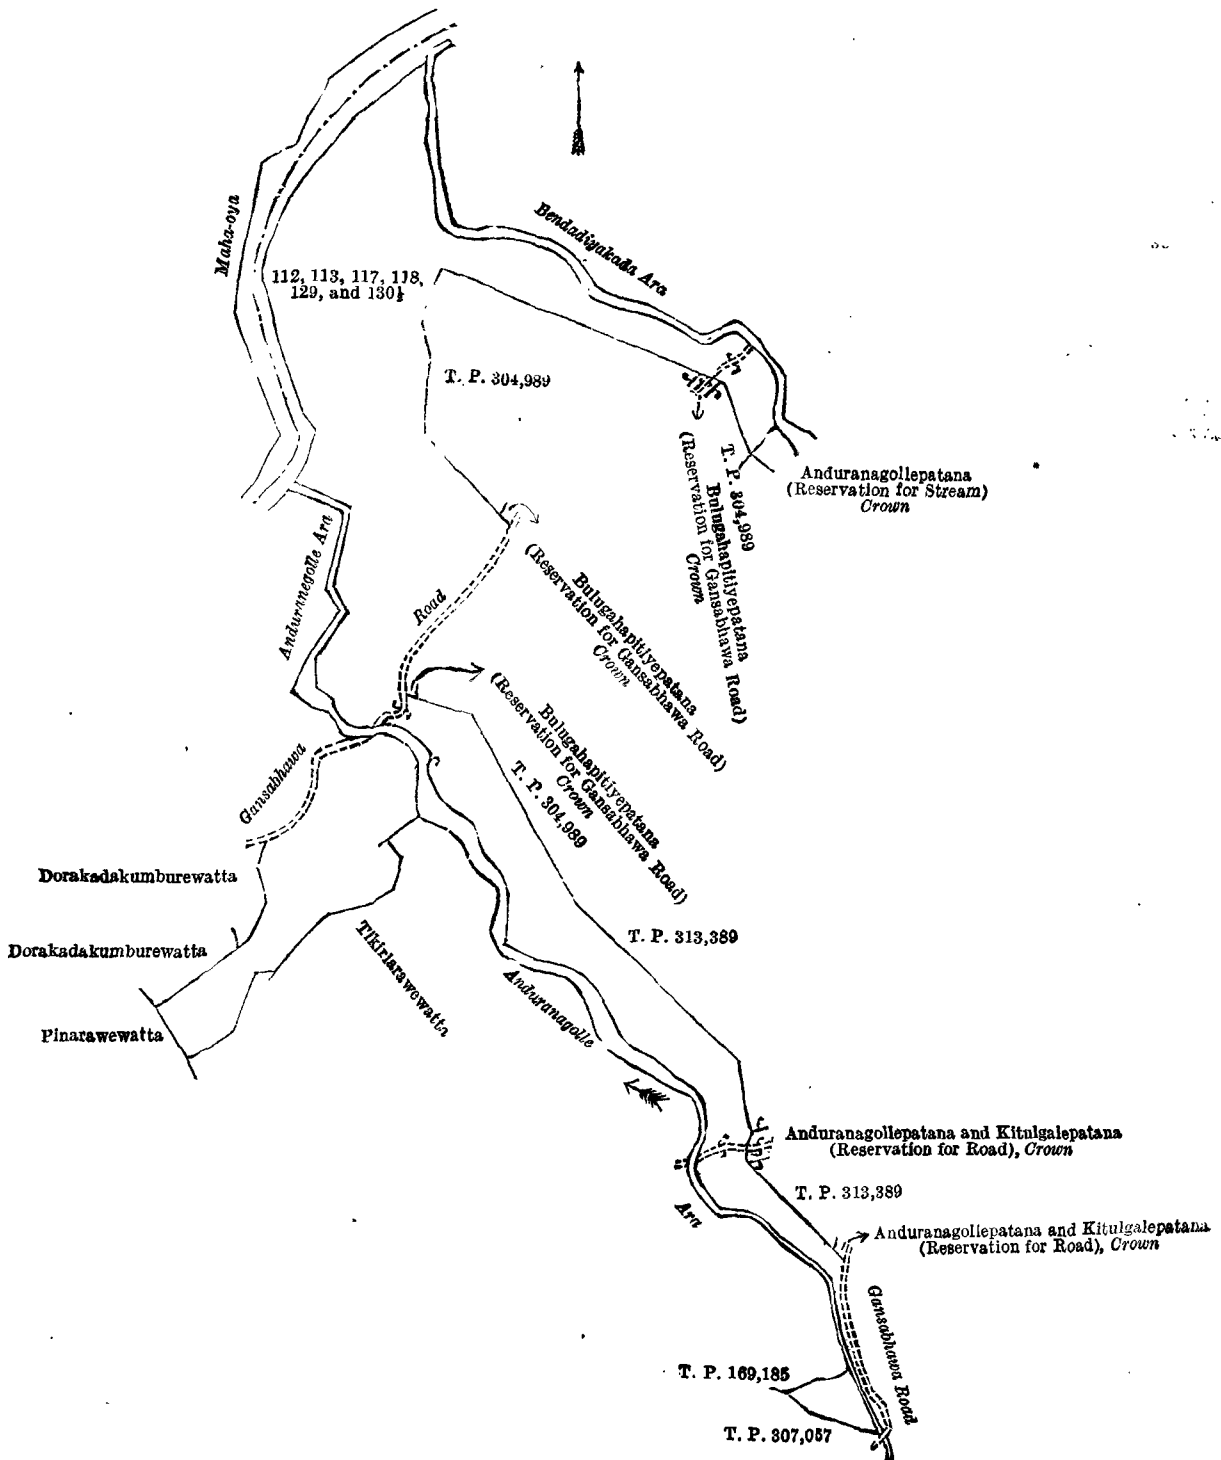 Maha-oya
Bendadiyakada Ara
112, 113, 117, 118,
129, and 130½
T. P. 304,989
T. P. 304,989
Bulugahapitiyepatana
(Reservation for Gansabhawa Road)
Crown
Anduranagollepatana
(Reservation for Stream)
Crown
Anduranegolle Ara
Road
Bulugahapitiyepatana
(Reservation for Gansabhawa Road)
Crown
Bulugahapitiyepatana
(Reservation for Gansabhawa Road)
Crown
T. P. 304,989
Gansabhawa
Dorakadakumburewatta
Dorakadakumburewatta
Pinarawewatta
Tikiriarawewatta
T. P. 313,389
Anduranagolle
Anduranagollepatana and Kitulgalepatana
(Reservation for Road), Crown
T. P. 313,389
Ara
Anduranagollepatana and Kitulgalepatana
(Reservation for Road), Crown
Gansabhawa Road
T. P. 169,185
T. P. 307,057